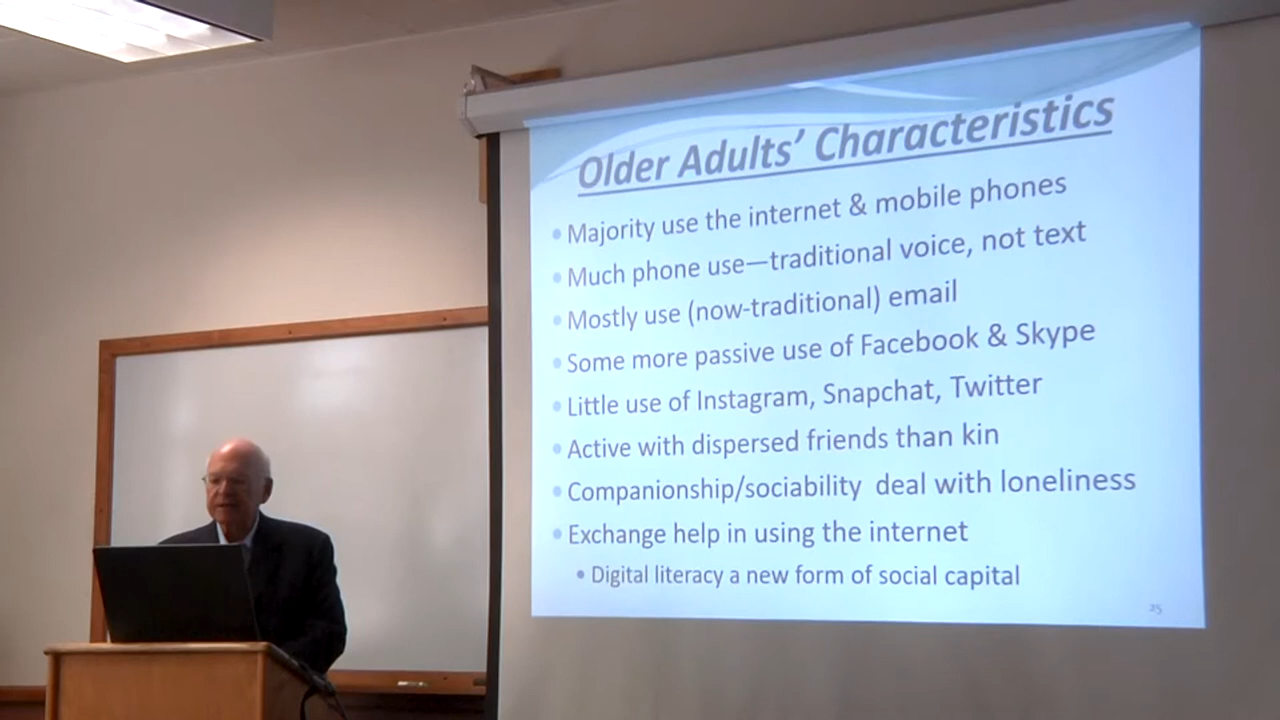 Older Adults' Characteristics
• Majority use the internet & mobile phones
• Much phone use—traditional voice, not text
• Mostly use (now-traditional) email
• Some more passive use of Facebook & Skype
• Little use of Instagram, Snapchat, Twitter
• Active with dispersed friends than kin
• Companionship/sociability deal with loneliness
• Exchange help in using the internet
• Digital literacy a new form of social capital
25